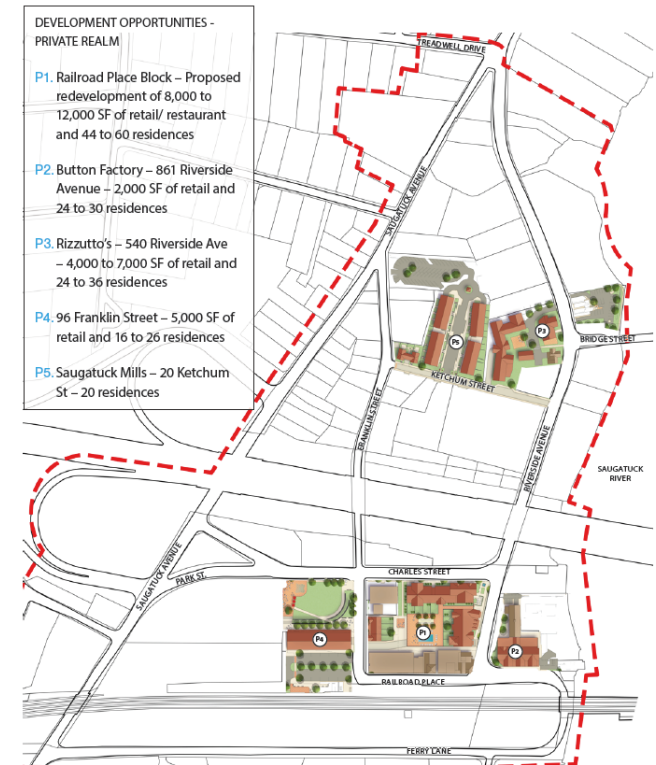 DEVELOPMENT OPPORTUNITIES -
PRIVATE REALM
P1. Railroad Place Block – Proposed
redevelopment of 8,000 to
12,000 SF of retail/ restaurant
and 44 to 60 residences
P2. Button Factory – 861 Riverside
Avenue – 2,000 SF of retail and
24 to 30 residences
P3. Rizzutto's – 540 Riverside Ave
– 4,000 to 7,000 SF of retail and
24 to 36 residences
P4. 96 Franklin Street – 5,000 SF of
retail and 16 to 26 residences
P5. Saugatuck Mills – 20 Ketchum
St – 20 residences
TREADWELL DRIVE
SAUGATUCK AVENUE
P3
P5
BRIDGE STREET
KETCHUM STREET
FRANKLIN STREET
RIVERSIDE AVENUE
SAUGATUCK
RIVER
SAUGATUCK AVENUE
PARK ST.
CHARLES STREET
P4
P1
P2
RAILROAD PLACE
FERRY LANE